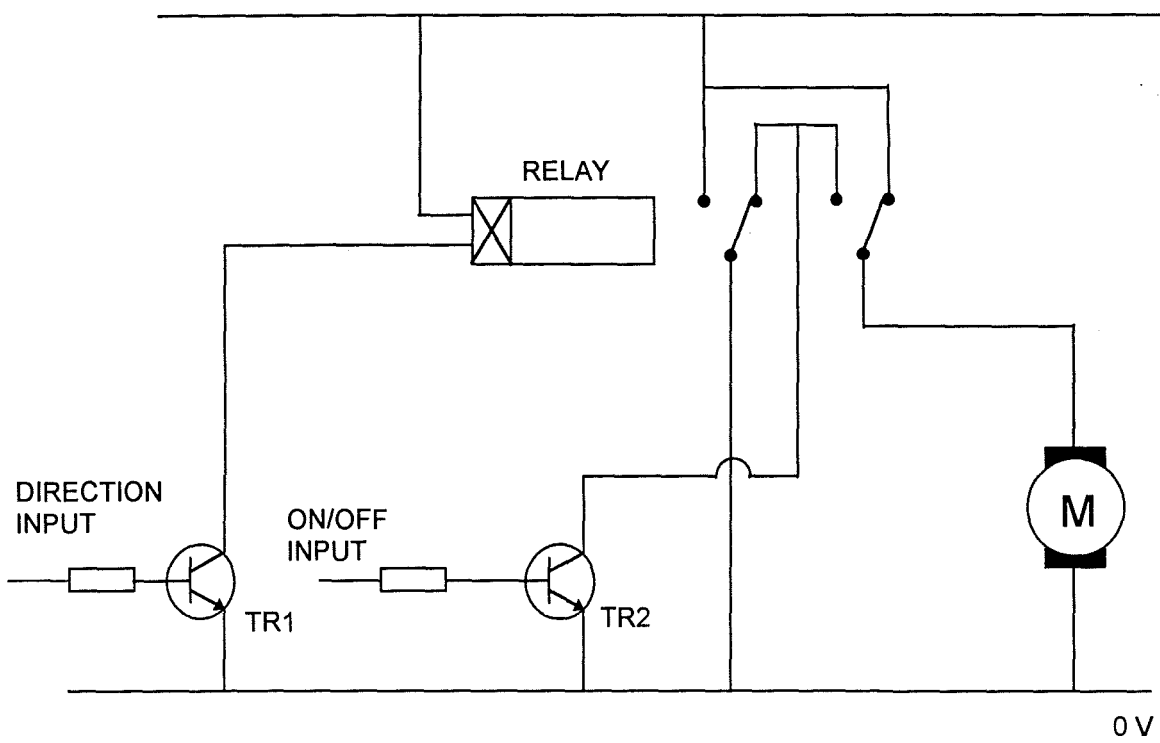 RELAY
DIRECTION
INPUT
ON/OFF
INPUT
TR1
TR2
M
0 V